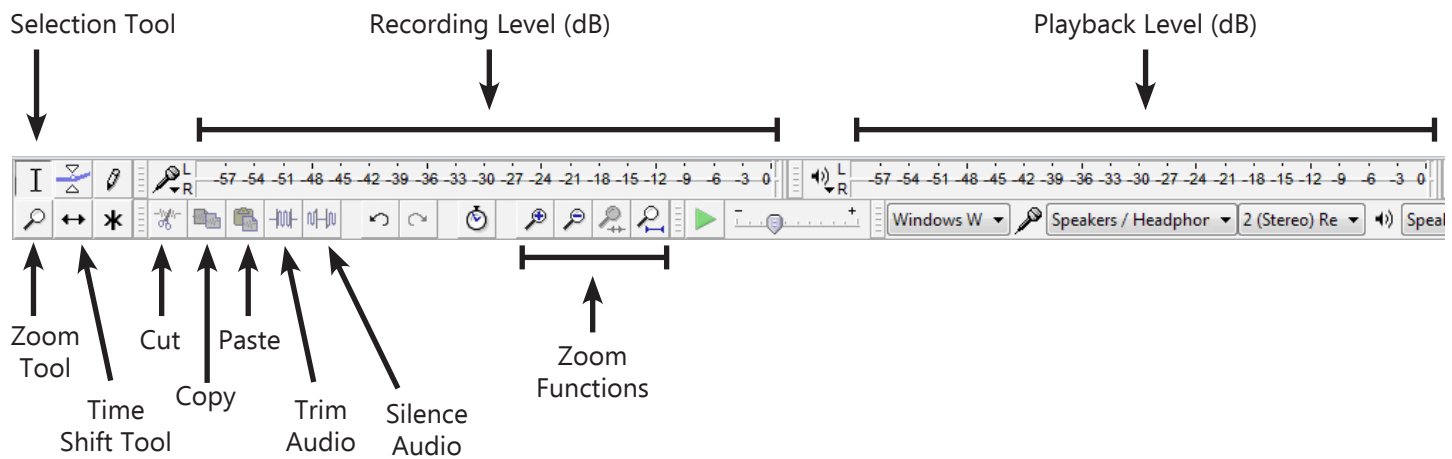 Selection Tool
Recording Level (dB)
Playback Level (dB)
L
R
-57 -54 -51 -48 -45 -42 -39 -36 -33 -30 -27 -24 -21 -18 -15 -12 -9 -6 -3 0
L
R
-57 -54 -51 -48 -45 -42 -39 -36 -33 -30 -27 -24 -21 -18 -15 -12 -9 -6 -3 0
- +
Windows W
Speakers / Headphor
2 (Stereo) Re
Speal
Zoom
Tool
Time
Shift Tool
Cut
Copy
Paste
Trim
Audio
Silence
Audio
Zoom
Functions